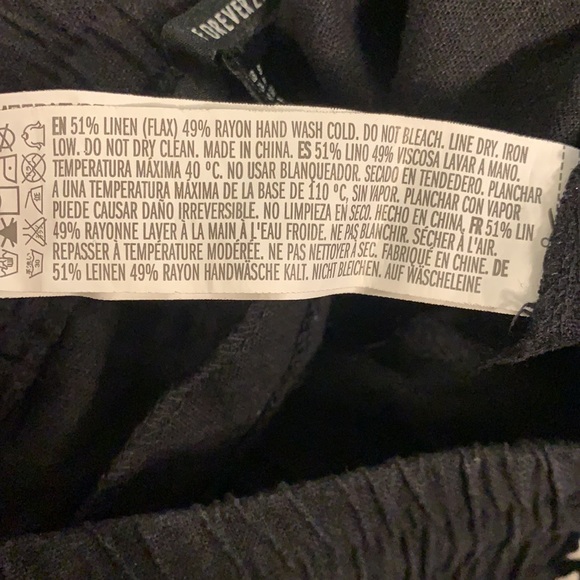 FOREVER2
EN 51% LINEN (FLAX) 49% RAYON HAND WASH COLD. DO NOT BLEACH. LINE DRY. IRON
LOW. DO NOT DRY CLEAN. MADE IN CHINA. ES 51% LINO 49% VISCOSA LAVAR A MANO.
TEMPERATURA MÁXIMA 40 °C. NO USAR BLANQUEADOR. SECIDO EN TENDEDERO. PLANCHAR
A UNA TEMPERATURA MÁXIMA DE LA BASE DE 110 °C, SIN VAPOR. PLANCHAR CON VAPOR
PUEDE CAUSAR DAÑO IRREVERSIBLE. NO LIMPIEZA EN SECO. HECHO EN CHINA. FR 51% LIN
49% RAYONNE LAVER À LA MAIN À L'EAU FROIDE. NE PAS BLANCHIR. SÉCHER À L'AIR.
REPASSER À TEMPÉRATURE MODÉRÉE. NE PAS NETTOYER À SEC. FABRIQUÉ EN CHINE. DE
51% LEINEN 49% RAYON HANDWÄSCHE KALT. NICHT BLEICHEN. AUF WÄSCHELEINE